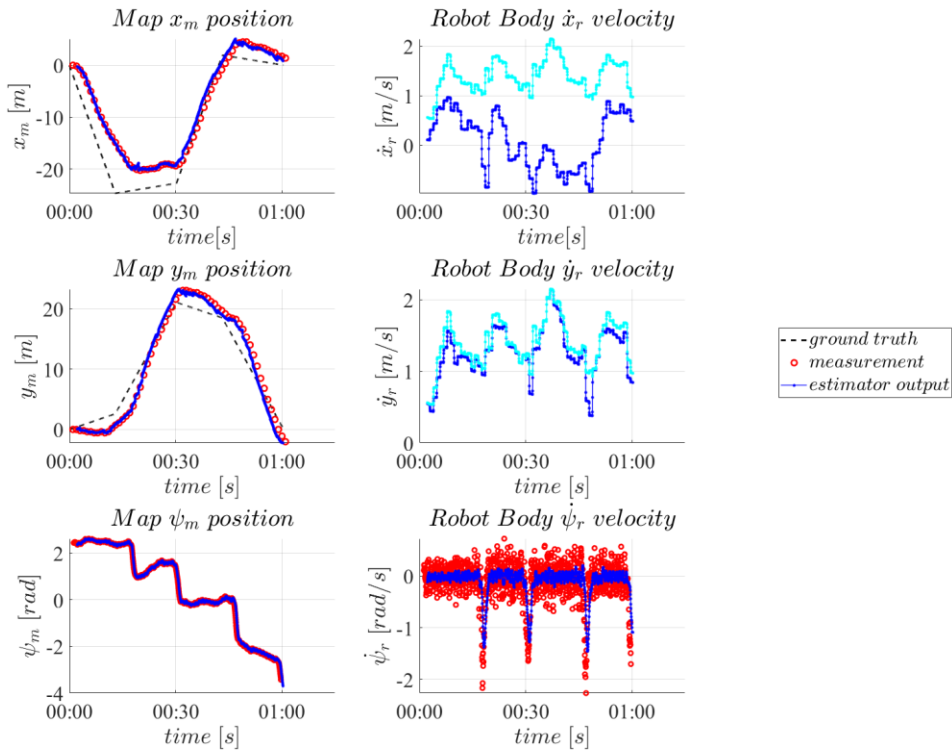 Map x_m position
0
-10
-20
x_m [m]
00:00 00:30 01:00
time[s]
Robot Body ẋ_r velocity
2
1
0
ẋ_r [m/s]
00:00 00:30 01:00
time[s]
Map y_m position
20
10
0
y_m [m]
00:00 00:30 01:00
time [s]
Robot Body ẏ_r velocity
2
1
0
ẏ_r [m/s]
00:00 00:30 01:00
time [s]
ground truth
measurement
estimator output
Map ψ_m position
2
0
-2
-4
ψ_m [rad]
00:00 00:30 01:00
time [s]
Robot Body ψ̇_r velocity
0
-1
-2
ψ̇_r [rad/s]
00:00 00:30 01:00
time [s]